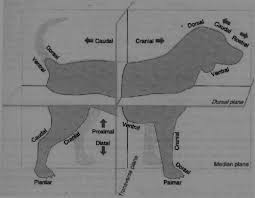 Dorsal
Caudal
Rostral
Dorsal
Ventral
Caudal
Cranial
Ventral
Dorsal plane
Caudal
Cranial
Proximal
Distal
Ventral
Transverse plane
Cranial
Dorsal
Median plane
Plantar
Palmar